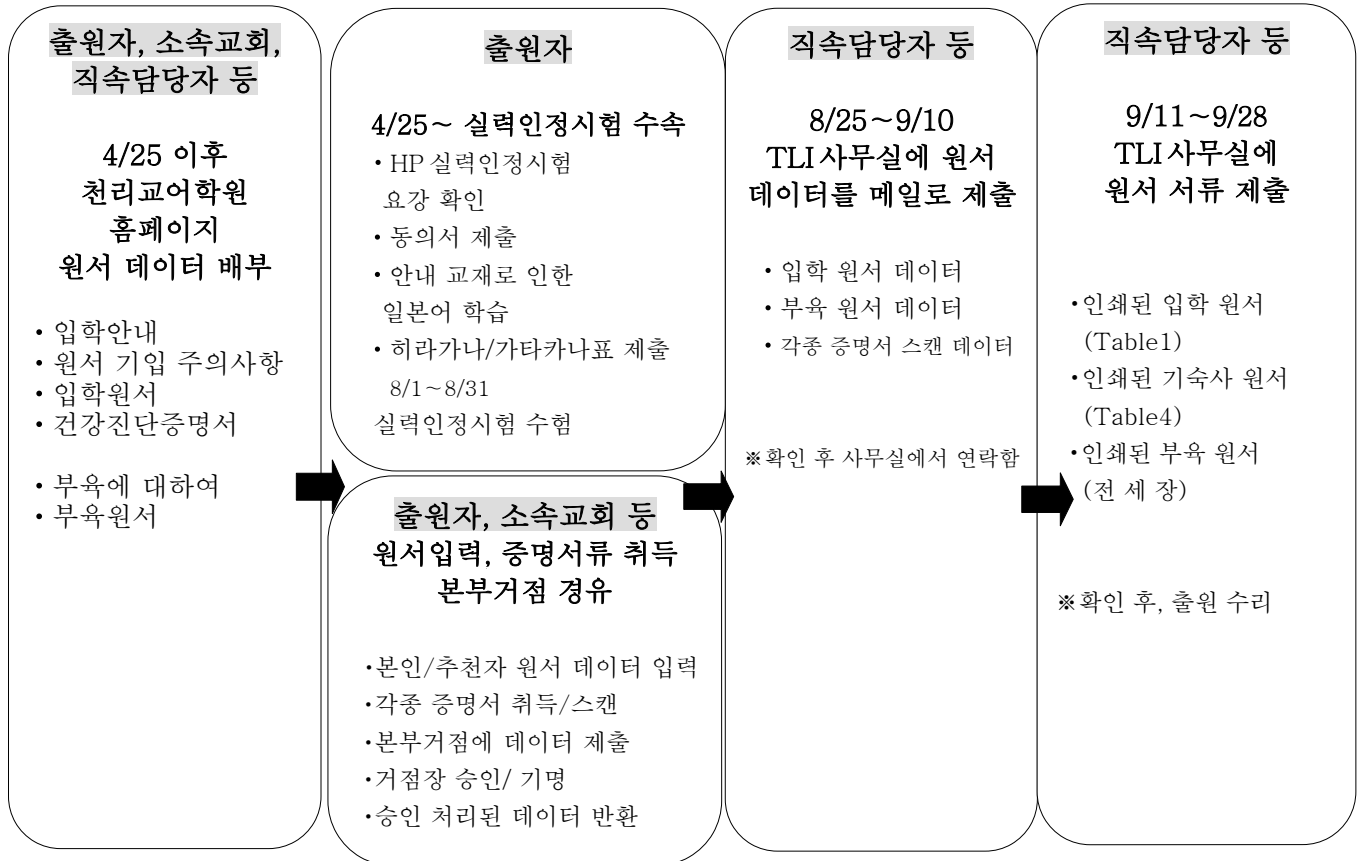 출원자, 소속교회,
직속담당자 등
4/25 이후
천리교어학원
홈페이지
원서 데이터 배부
・입학안내
・원서 기입 주의사항
・입학원서
・건강진단증명서
・부육에 대하여
・부육원서
출원자
4/25~ 실력인정시험 수속
・HP 실력인정시험
요강 확인
・동의서 제출
・안내 교재로 인한
일본어 학습
・히라가나/가타카나표 제출
8/1~8/31
실력인정시험 수험
출원자, 소속교회 등
원서입력, 증명서류 취득
본부거점 경유
・본인/추천자 원서 데이터 입력
・각종 증명서 취득/스캔
・본부거점에 데이터 제출
・거점장 승인/ 기명
・승인 처리된 데이터 반환
직속담당자 등
8/25~9/10
TLI 사무실에 원서
데이터를 메일로 제출
・입학 원서 데이터
・부육 원서 데이터
・각종 증명서 스캔 데이터
※확인 후 사무실에서 연락함
직속담당자 등
9/11~9/28
TLI 사무실에
원서 서류 제출
・인쇄된 입학 원서
(Table1)
・인쇄된 기숙사 원서
(Table4)
・인쇄된 부육 원서
(전 세 장)
※확인 후, 출원 수리